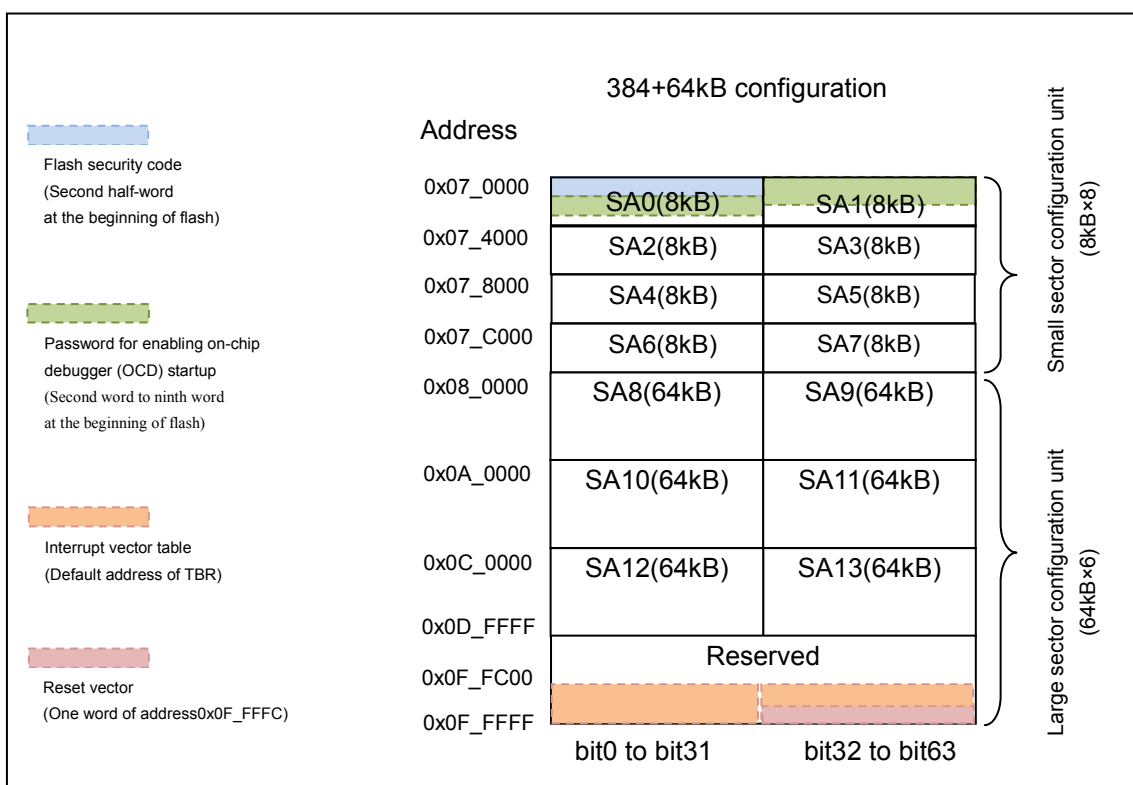 384+64kB configuration
Address
Flash security code
(Second half-word
at the beginning of flash)
Password for enabling on-chip
debugger (OCD) startup
(Second word to ninth word
at the beginning of flash)
Interrupt vector table
(Default address of TBR)
Reset vector
(One word of address0x0F_FFFC)
0x07_0000
SA0(8kB) SA1(8kB)
0x07_4000
SA2(8kB) SA3(8kB)
0x07_8000
SA4(8kB) SA5(8kB)
0x07_C000
SA6(8kB) SA7(8kB)
0x08_0000
SA8(64kB) SA9(64kB)
0x0A_0000
SA10(64kB) SA11(64kB)
0x0C_0000
SA12(64kB) SA13(64kB)
0x0D_FFFF
Reserved
0x0F_FC00
0x0F_FFFF
bit0 to bit31 bit32 to bit63
Small sector configuration unit
(8kB×8)
Large sector configuration unit
(64kB×6)